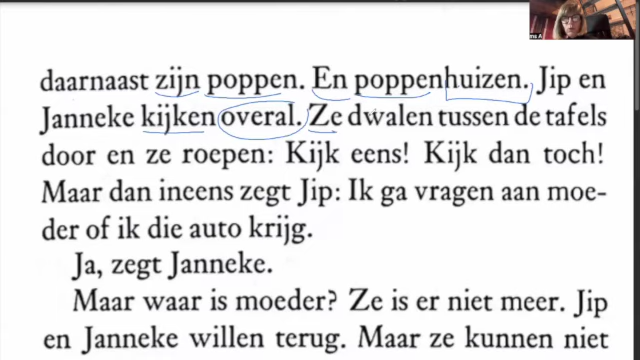 daarnaast zijn poppen. En poppenhuizen. Jip en
Janneke kijken overal. Ze dwalen tussen de tafels
door en ze roepen: Kijk eens! Kijk dan toch!
Maar dan ineens zegt Jip: Ik ga vragen aan moe-
der of ik die auto krijg.
Ja, zegt Janneke.
Maar waar is moeder? Ze is er niet meer. Jip
en Janneke willen terug. Maar ze kunnen niet